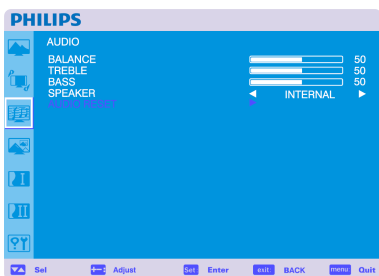 PHILIPS
AUDIO
BALANCE 50
TREBLE 50
BASS 50
SPEAKER INTERNAL
AUDIO RESET
Sel Adjust Set Enter exit: BACK menu: Quit